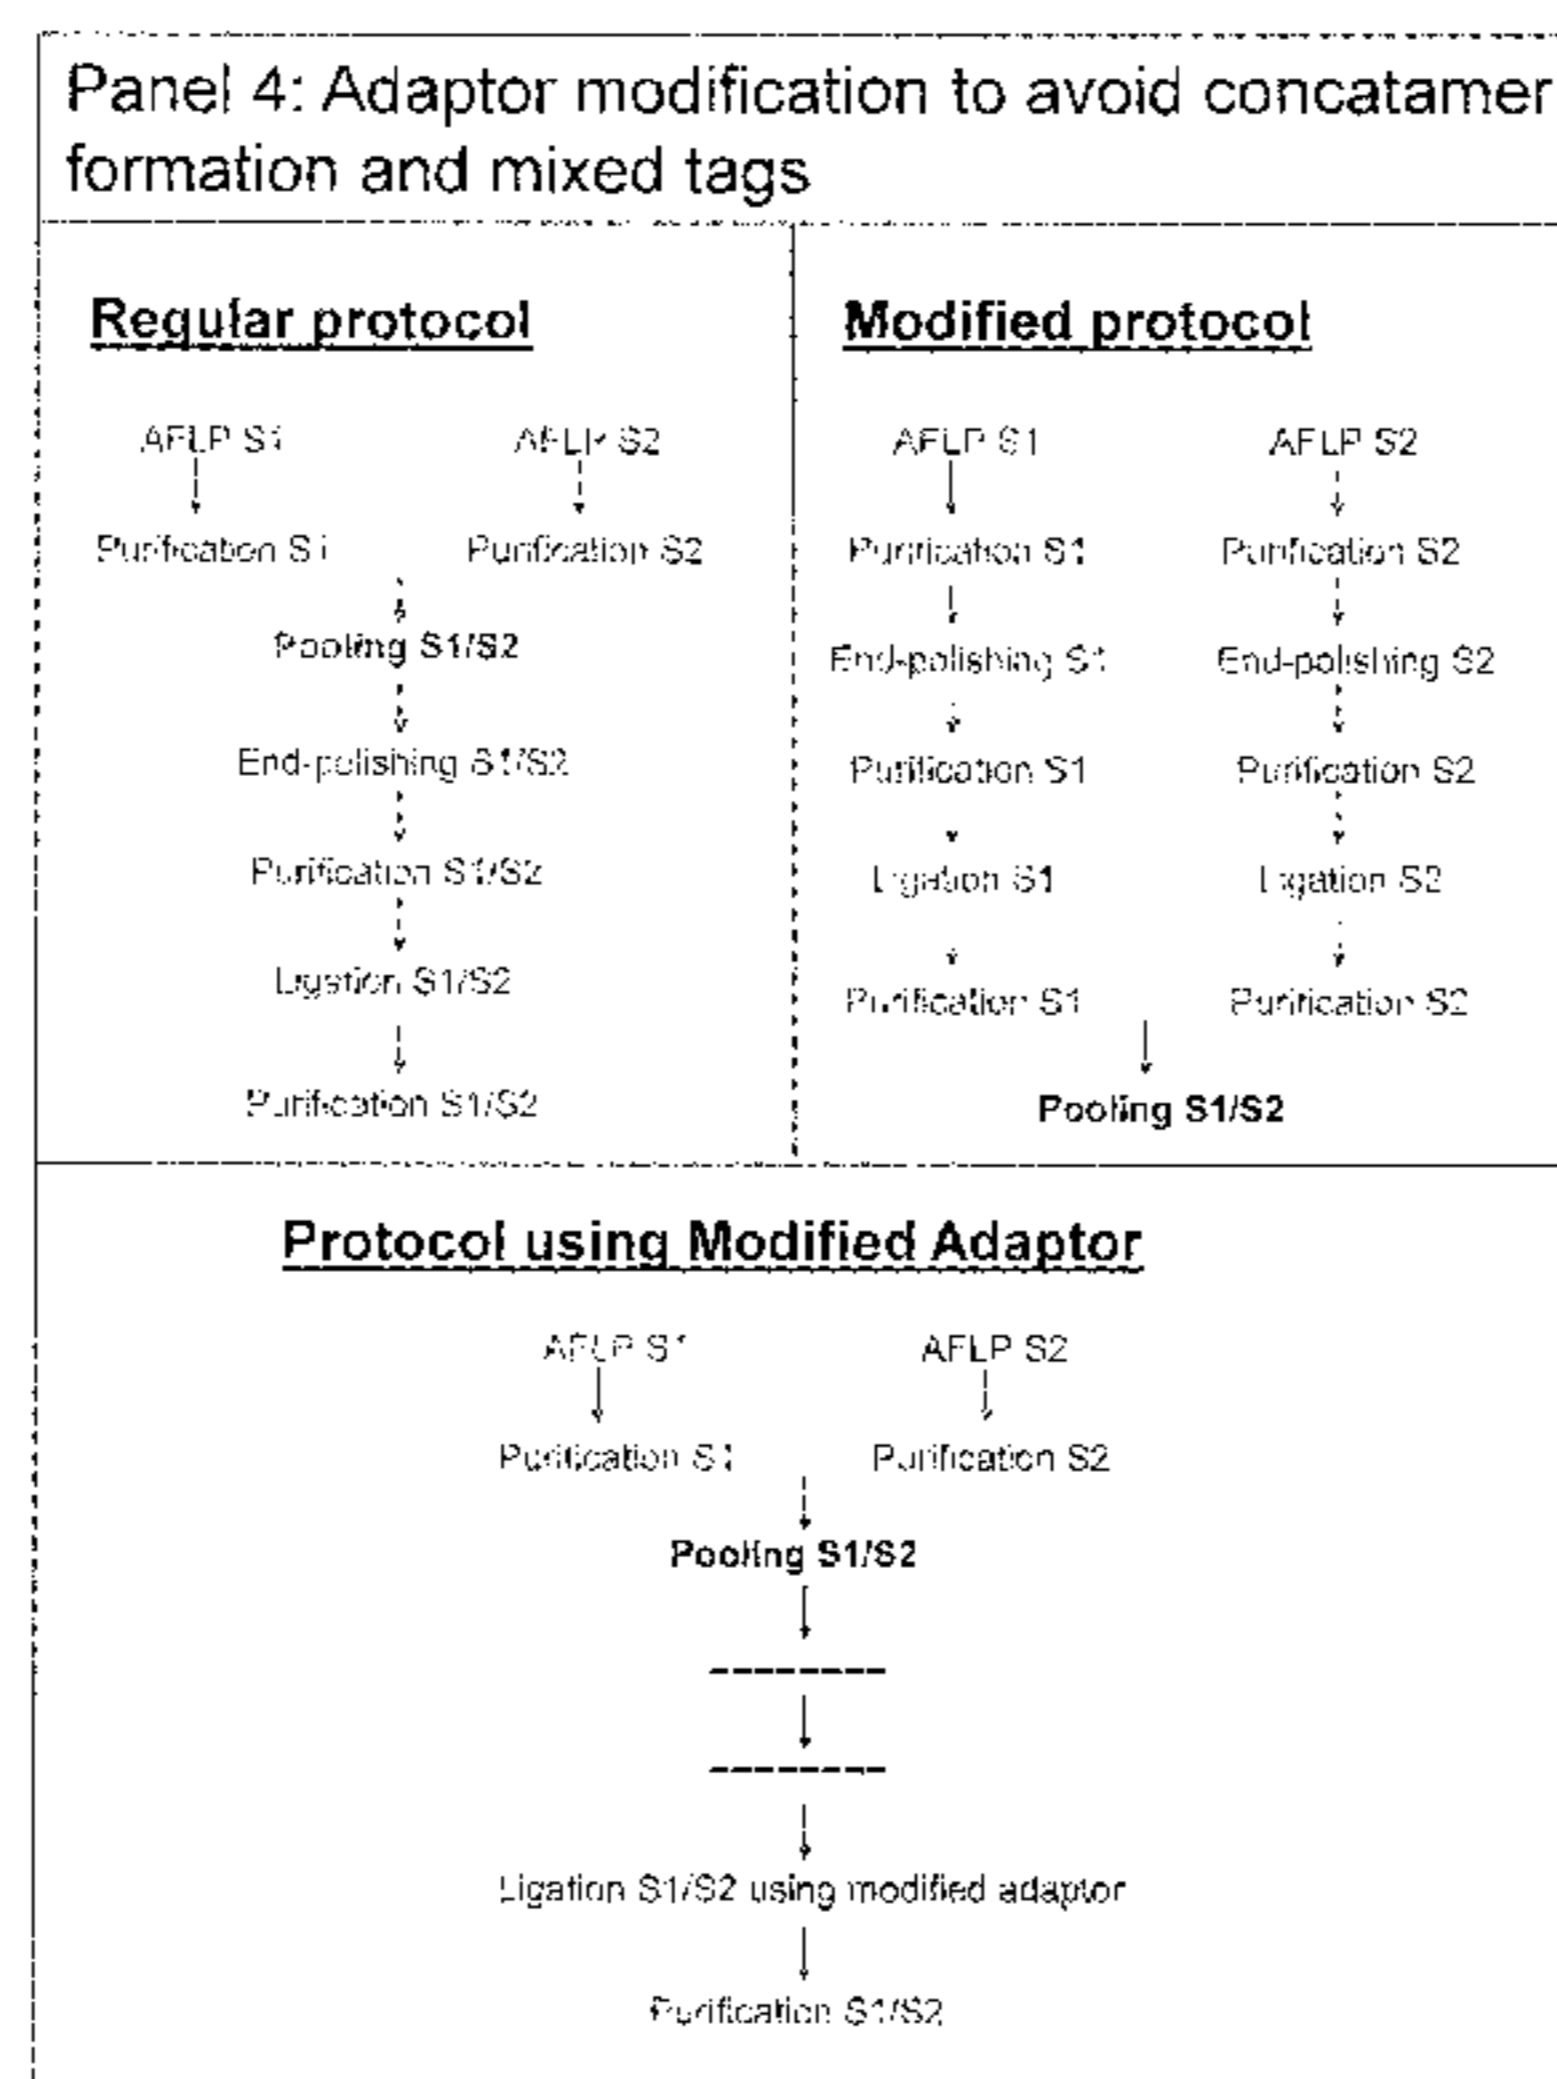 Panel 4: Adaptor modification to avoid concatamer
formation and mixed tags
Regular protocol
AFLP S1 AFLP S2
Purification S1 Purification S2
Pooling S1/S2
End-polishing S1/S2
Purification S1/S2
Ligation S1/S2
Purification S1/S2
Modified protocol
AFLP S1 AFLP S2
Purification S1 Purification S2
End-polishing S1 End-polishing S2
Purification S1 Purification S2
Ligation S1 Ligation S2
Purification S1 Purification S2
Pooling S1/S2
Protocol using Modified Adaptor
AFLP S1 AFLP S2
Purification S1 Purification S2
Pooling S1/S2
--------
--------
Ligation S1/S2 using modified adaptor
Purification S1/S2